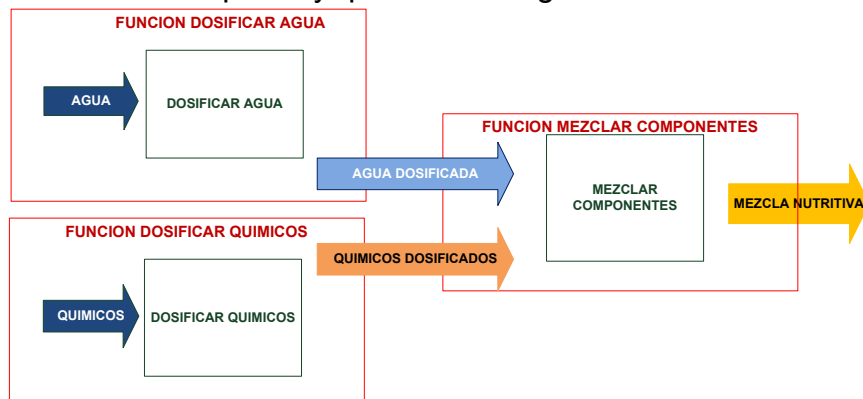 FUNCION DOSIFICAR AGUA
AGUA
DOSIFICAR AGUA
FUNCION MEZCLAR COMPONENTES
AGUA DOSIFICADA
MEZCLAR
COMPONENTES
MEZCLA NUTRITIVA
FUNCION DOSIFICAR QUIMICOS
QUIMICOS DOSIFICADOS
QUIMICOS
DOSIFICAR QUIMICOS